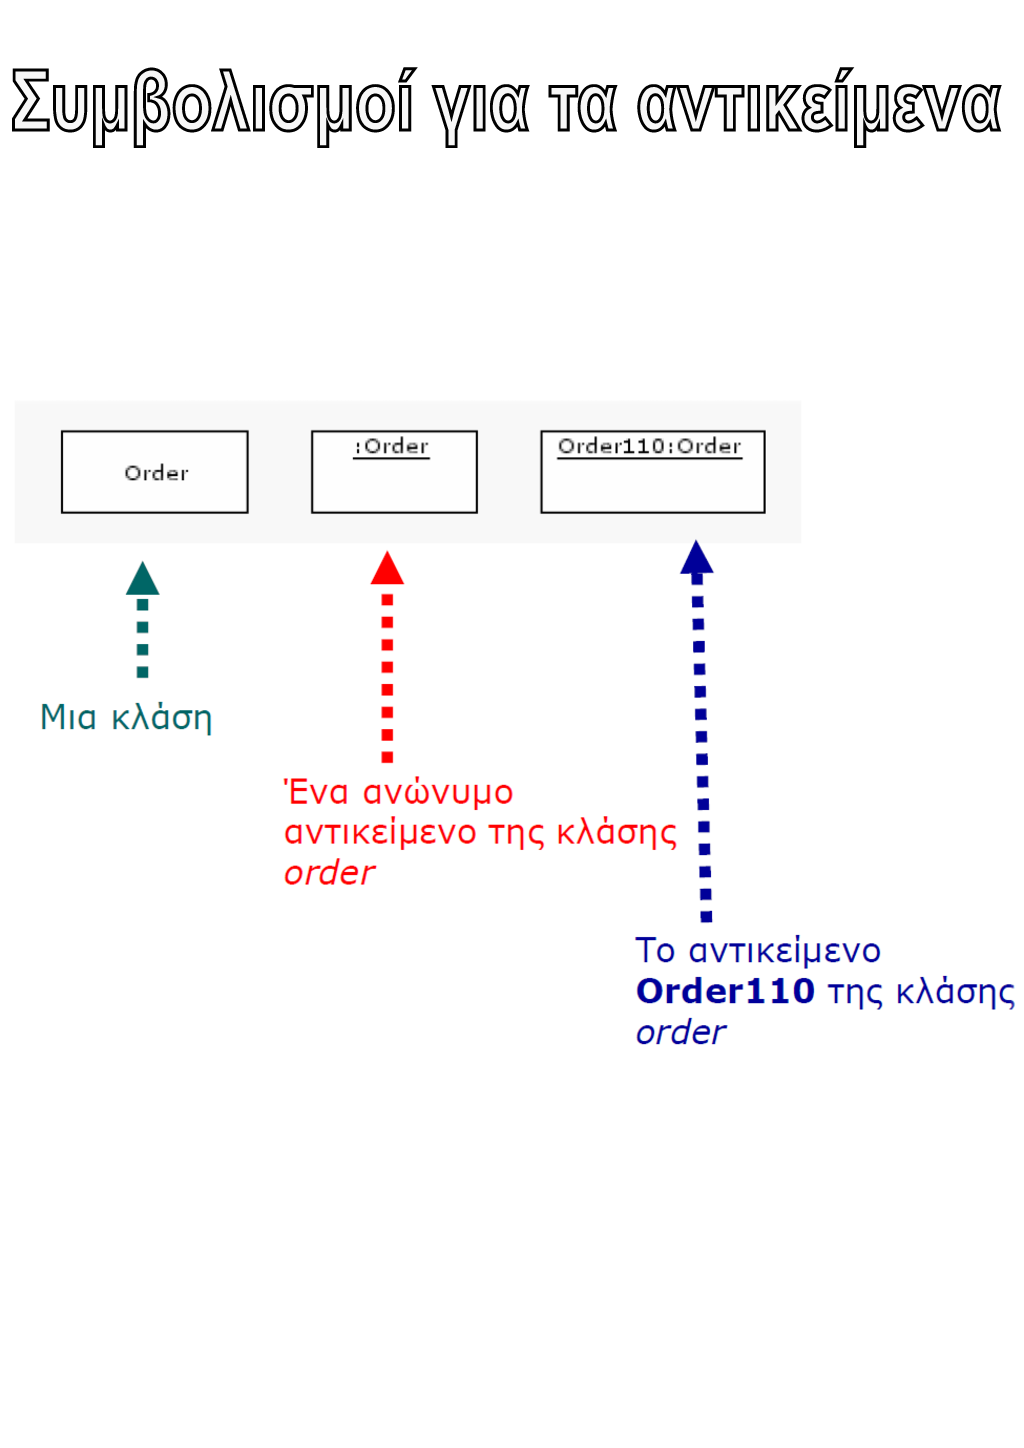 Συμβολισμοί για τα αντικείμενα
Order
:Order
Order110:Order
Μια κλάση
Ένα ανώνυμο
αντικείμενο της κλάσης
order
Το αντικείμενο
Order110 της κλάσης
order